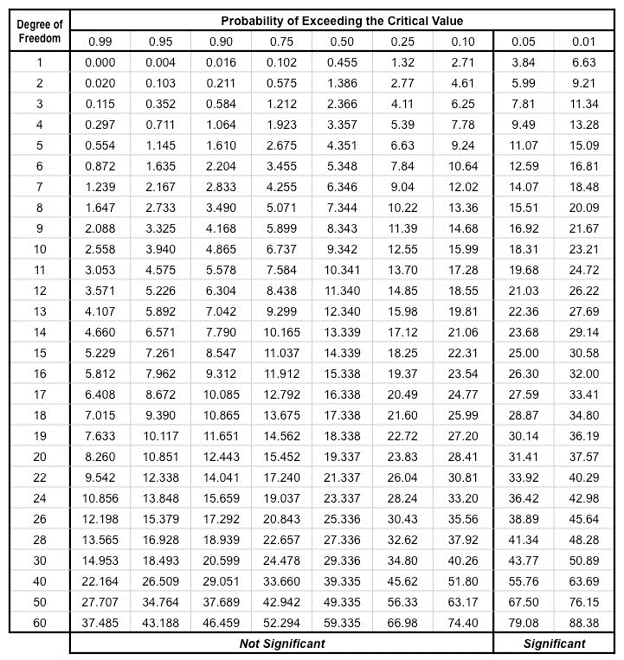 Degree of Freedom Probability of Exceeding the Critical Value
0.99 0.95 0.90 0.75 0.50 0.25 0.10 0.05 0.01
1 0.000 0.004 0.016 0.102 0.455 1.32 2.71 3.84 6.63
2 0.020 0.103 0.211 0.575 1.386 2.77 4.61 5.99 9.21
3 0.115 0.352 0.584 1.212 2.366 4.11 6.25 7.81 11.34
4 0.297 0.711 1.064 1.923 3.357 5.39 7.78 9.49 13.28
5 0.554 1.145 1.610 2.675 4.351 6.63 9.24 11.07 15.09
6 0.872 1.635 2.204 3.455 5.348 7.84 10.64 12.59 16.81
7 1.239 2.167 2.833 4.255 6.346 9.04 12.02 14.07 18.48
8 1.647 2.733 3.490 5.071 7.344 10.22 13.36 15.51 20.09
9 2.088 3.325 4.168 5.899 8.343 11.39 14.68 16.92 21.67
10 2.558 3.940 4.865 6.737 9.342 12.55 15.99 18.31 23.21
11 3.053 4.575 5.578 7.584 10.341 13.70 17.28 19.68 24.72
12 3.571 5.226 6.304 8.438 11.340 14.85 18.55 21.03 26.22
13 4.107 5.892 7.042 9.299 12.340 15.98 19.81 22.36 27.69
14 4.660 6.571 7.790 10.165 13.339 17.12 21.06 23.68 29.14
15 5.229 7.261 8.547 11.037 14.339 18.25 22.31 25.00 30.58
16 5.812 7.962 9.312 11.912 15.338 19.37 23.54 26.30 32.00
17 6.408 8.672 10.085 12.792 16.338 20.49 24.77 27.59 33.41
18 7.015 9.390 10.865 13.675 17.338 21.60 25.99 28.87 34.80
19 7.633 10.117 11.651 14.562 18.338 22.72 27.20 30.14 36.19
20 8.260 10.851 12.443 15.452 19.337 23.83 28.41 31.41 37.57
22 9.542 12.338 14.041 17.240 21.337 26.04 30.81 33.92 40.29
24 10.856 13.848 15.659 19.037 23.337 28.24 33.20 36.42 42.98
26 12.198 15.379 17.292 20.843 25.336 30.43 35.56 38.89 45.64
28 13.565 16.928 18.939 22.657 27.336 32.62 37.92 41.34 48.28
30 14.953 18.493 20.599 24.478 29.336 34.80 40.26 43.77 50.89
40 22.164 26.509 29.051 33.660 39.335 45.62 51.80 55.76 63.69
50 27.707 34.764 37.689 42.942 49.335 56.33 63.17 67.50 76.15
60 37.485 43.188 46.459 52.294 59.335 66.98 74.40 79.08 88.38
Not Significant Significant